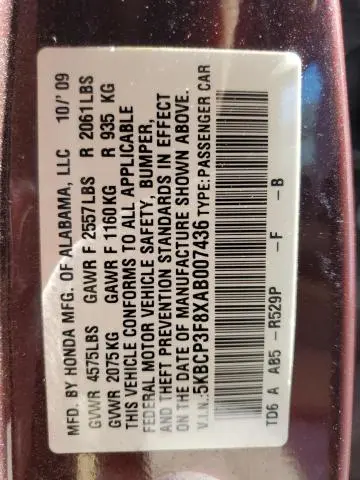 MFD. BY HONDA MFG. OF ALABAMA, LLC 10/'09
GVWR 4575LBS GAWR F 2557LBS R 2061LBS
GVWR 2075KG GAWR F 1160KG R 935 KG
THIS VEHICLE CONFORMS TO ALL APPLICABLE
FEDERAL MOTOR VEHICLE SAFETY, BUMPER,
AND THEFT PREVENTION STANDARDS IN EFFECT
ON THE DATE OF MANUFACTURE SHOWN ABOVE.
V.I.N.:5KBCP3F8XAB007436 TYPE:PASSENGER CAR
TD6 A AB5 -R529P -F -B